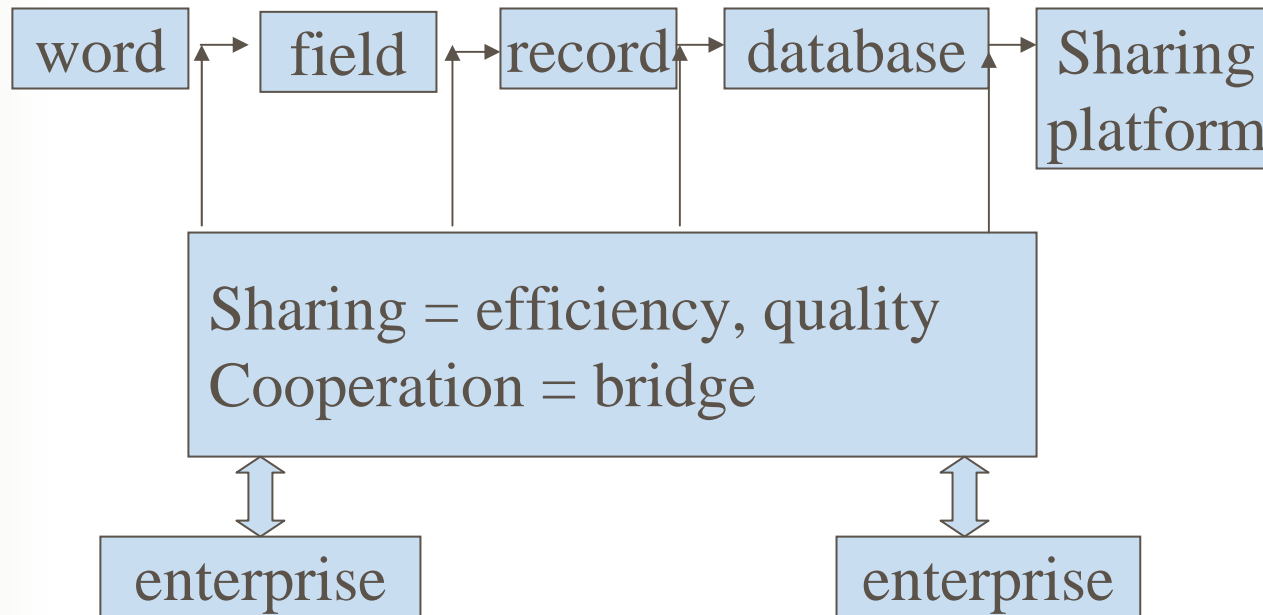 word
field
record
database
Sharing
platform
Sharing = efficiency, quality
Cooperation = bridge
enterprise
enterprise